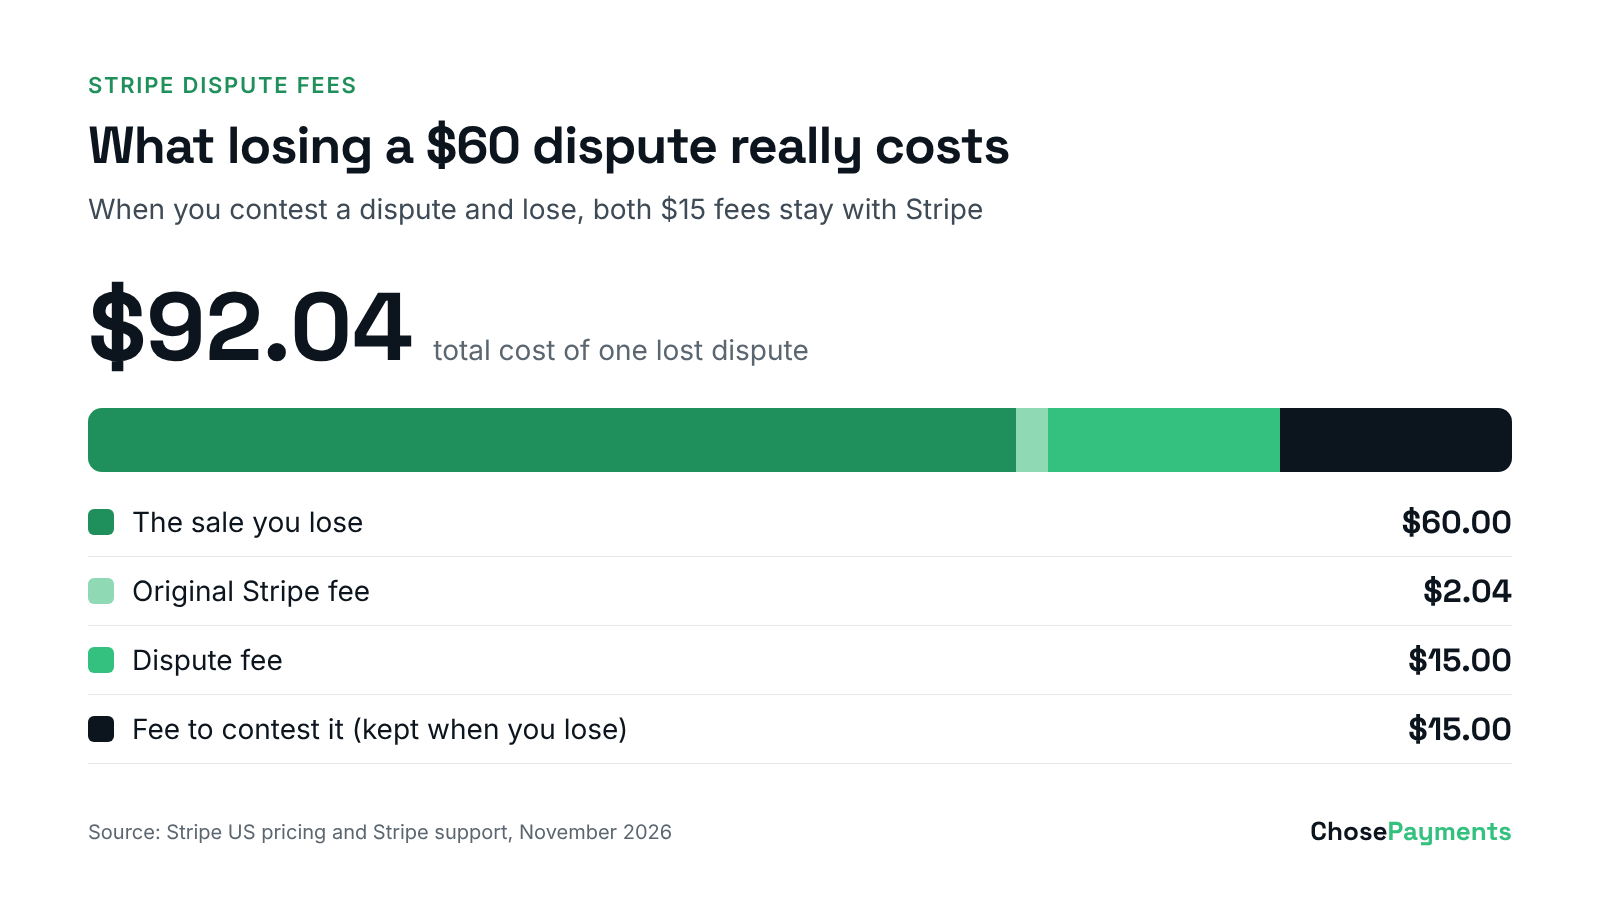 STRIPE DISPUTE FEES
What losing a $60 dispute really costs
When you contest a dispute and lose, both $15 fees stay with Stripe
$92.04 total cost of one lost dispute
The sale you lose $60.00
Original Stripe fee $2.04
Dispute fee $15.00
Fee to contest it (kept when you lose) $15.00
Source: Stripe US pricing and Stripe support, November 2026
ChosePayments